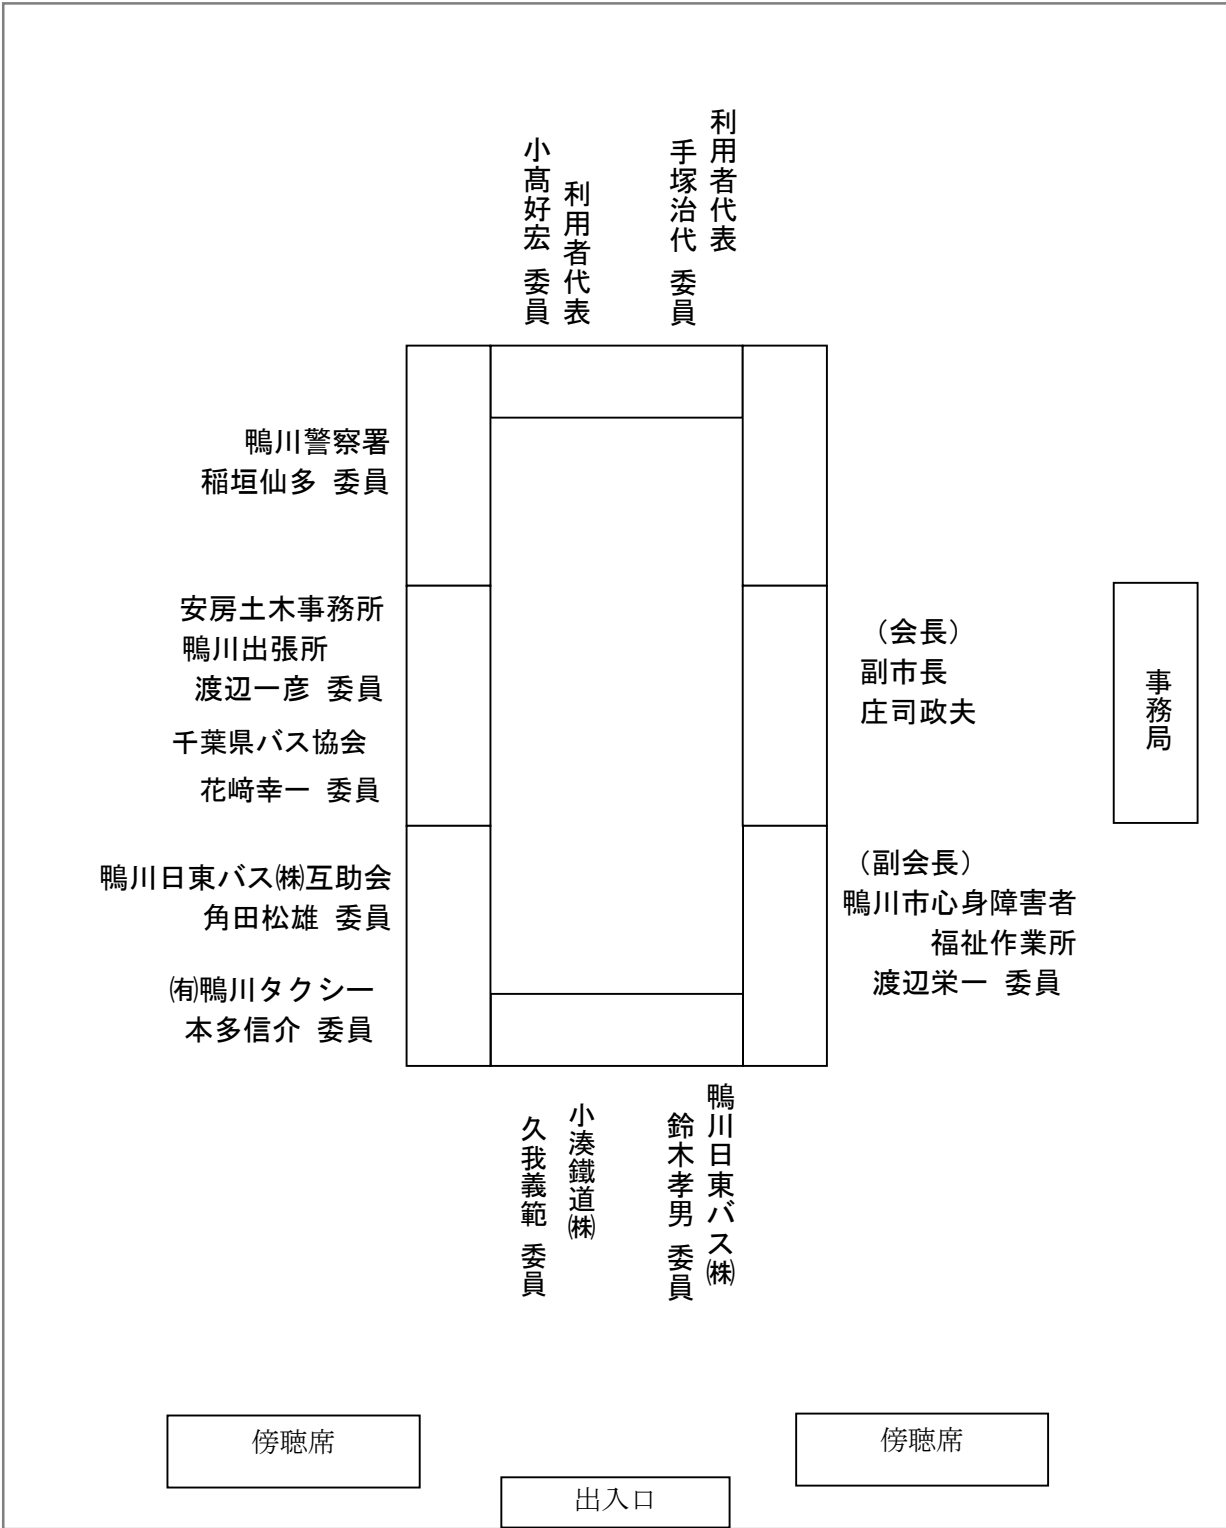 利用者代表
手塚治代 委員
利用者代表
小髙好宏 委員
鴨川警察署
稲垣仙多 委員
安房土木事務所
鴨川出張所
渡辺一彦 委員
千葉県バス協会
花﨑幸一 委員
鴨川日東バス㈱互助会
角田松雄 委員
㈲鴨川タクシー
本多信介 委員
（会長）
副市長
庄司政夫
（副会長）
鴨川市心身障害者
福祉作業所
渡辺栄一 委員
事務局
鴨川日東バス㈱
鈴木孝男 委員
小湊鐵道㈱
久我義範 委員
傍聴席
傍聴席
出入口